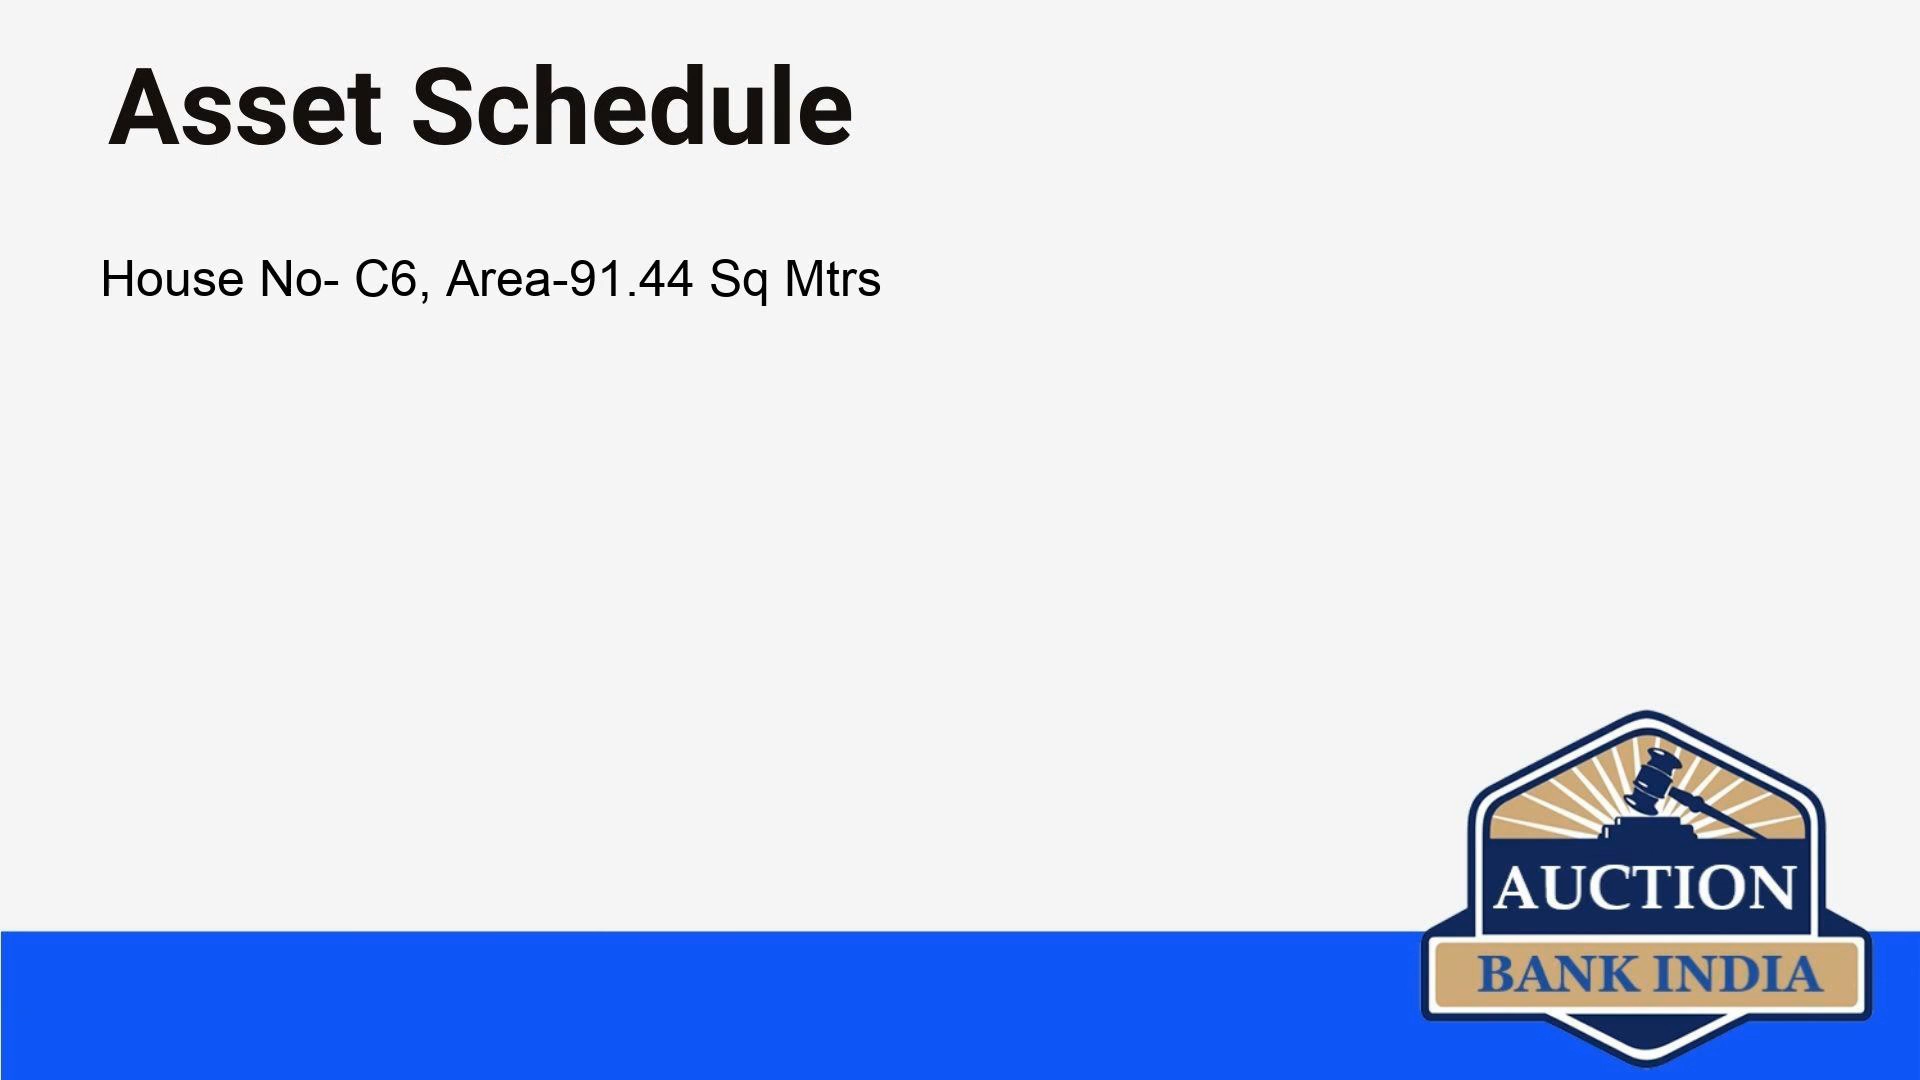 Asset Schedule
House No- C6, Area-91.44 Sq Mtrs
AUCTION
BANK INDIA